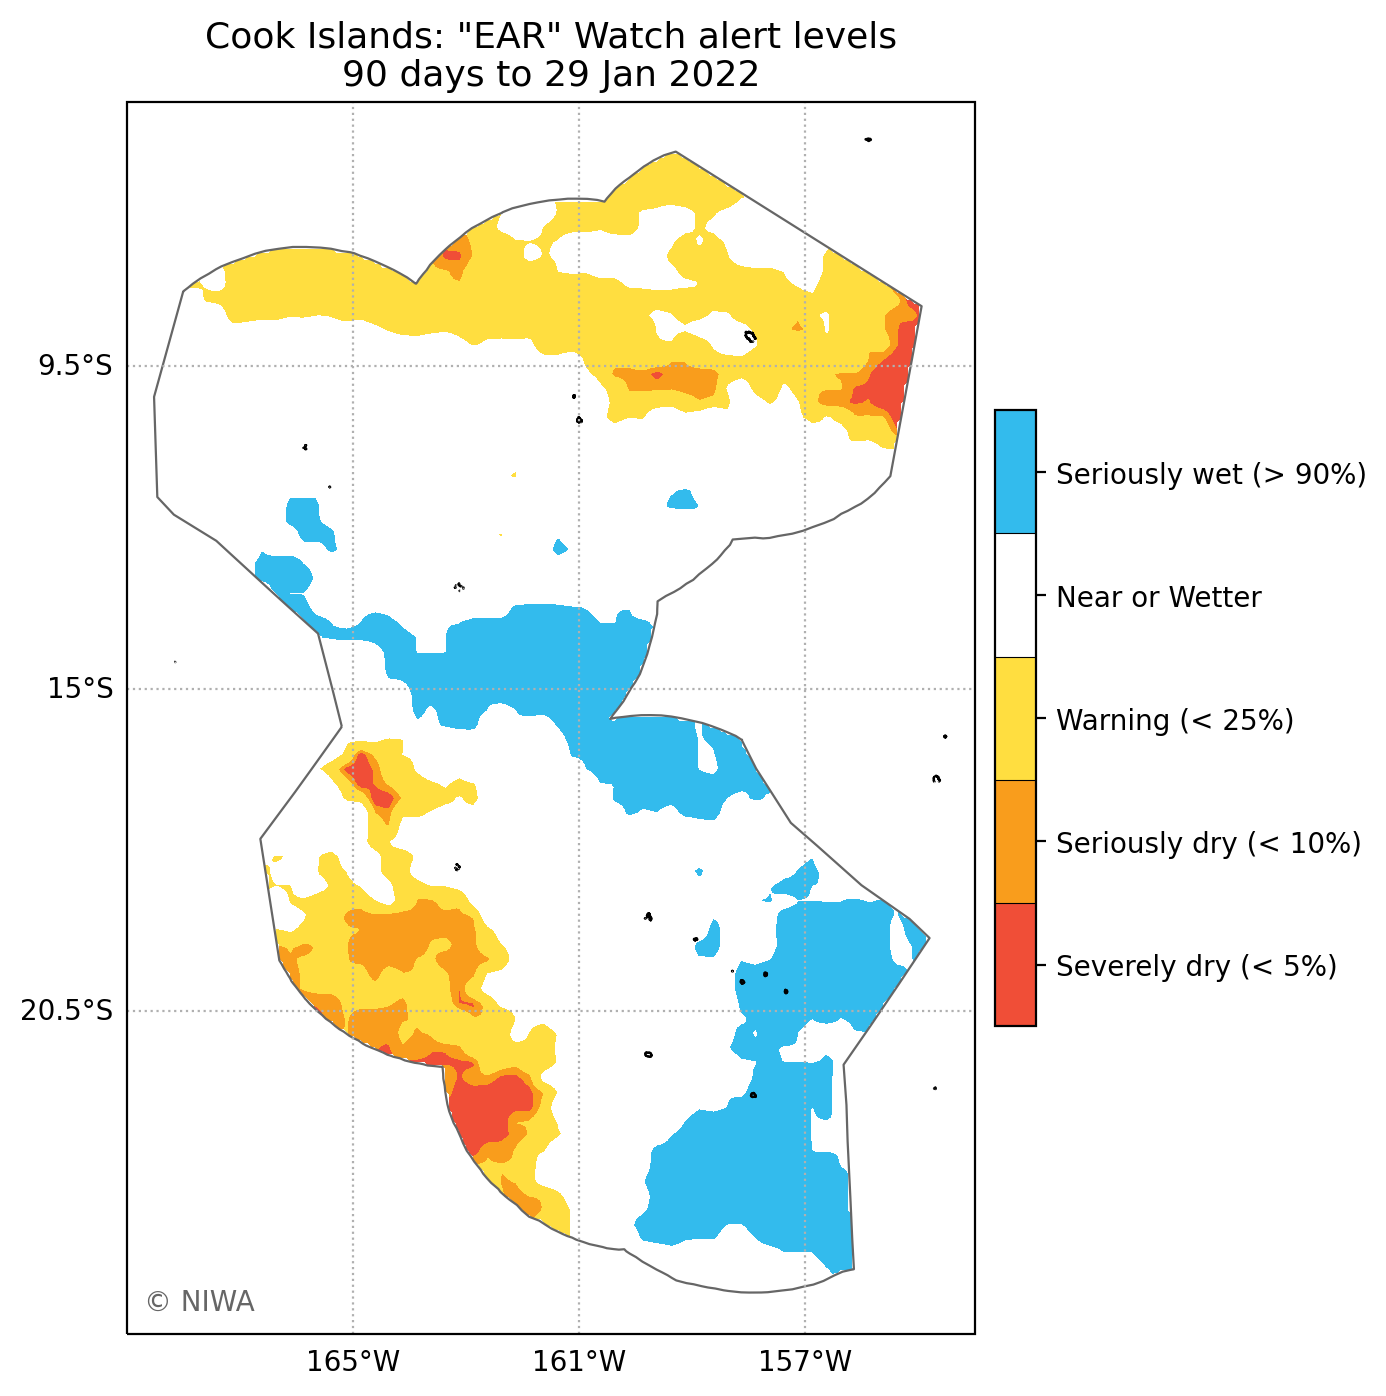 Cook Islands: "EAR" Watch alert levels
90 days to 29 Jan 2022
9.5°S
15°S
20.5°S
165°W
161°W
157°W
Seriously wet (> 90%)
Near or Wetter
Warning (< 25%)
Seriously dry (< 10%)
Severely dry (< 5%)
© NIWA